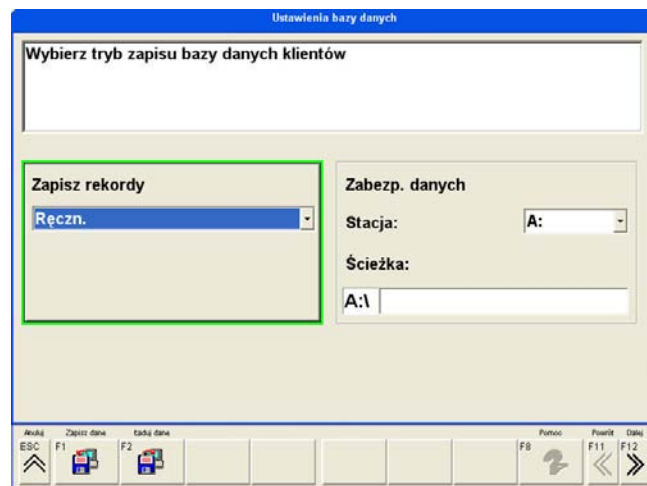 Ustawienia bazy danych
Wybierz tryb zapisu bazy danych klientów
Zapisz rekordy
Ręczn.
Zabezp. danych
Stacja:
A:
Ścieżka:
A:\
Anuluj Zapisz dane Ładuj dane Pomoc Powrót Dalej
ESC F1 F2 F8 F11 F12